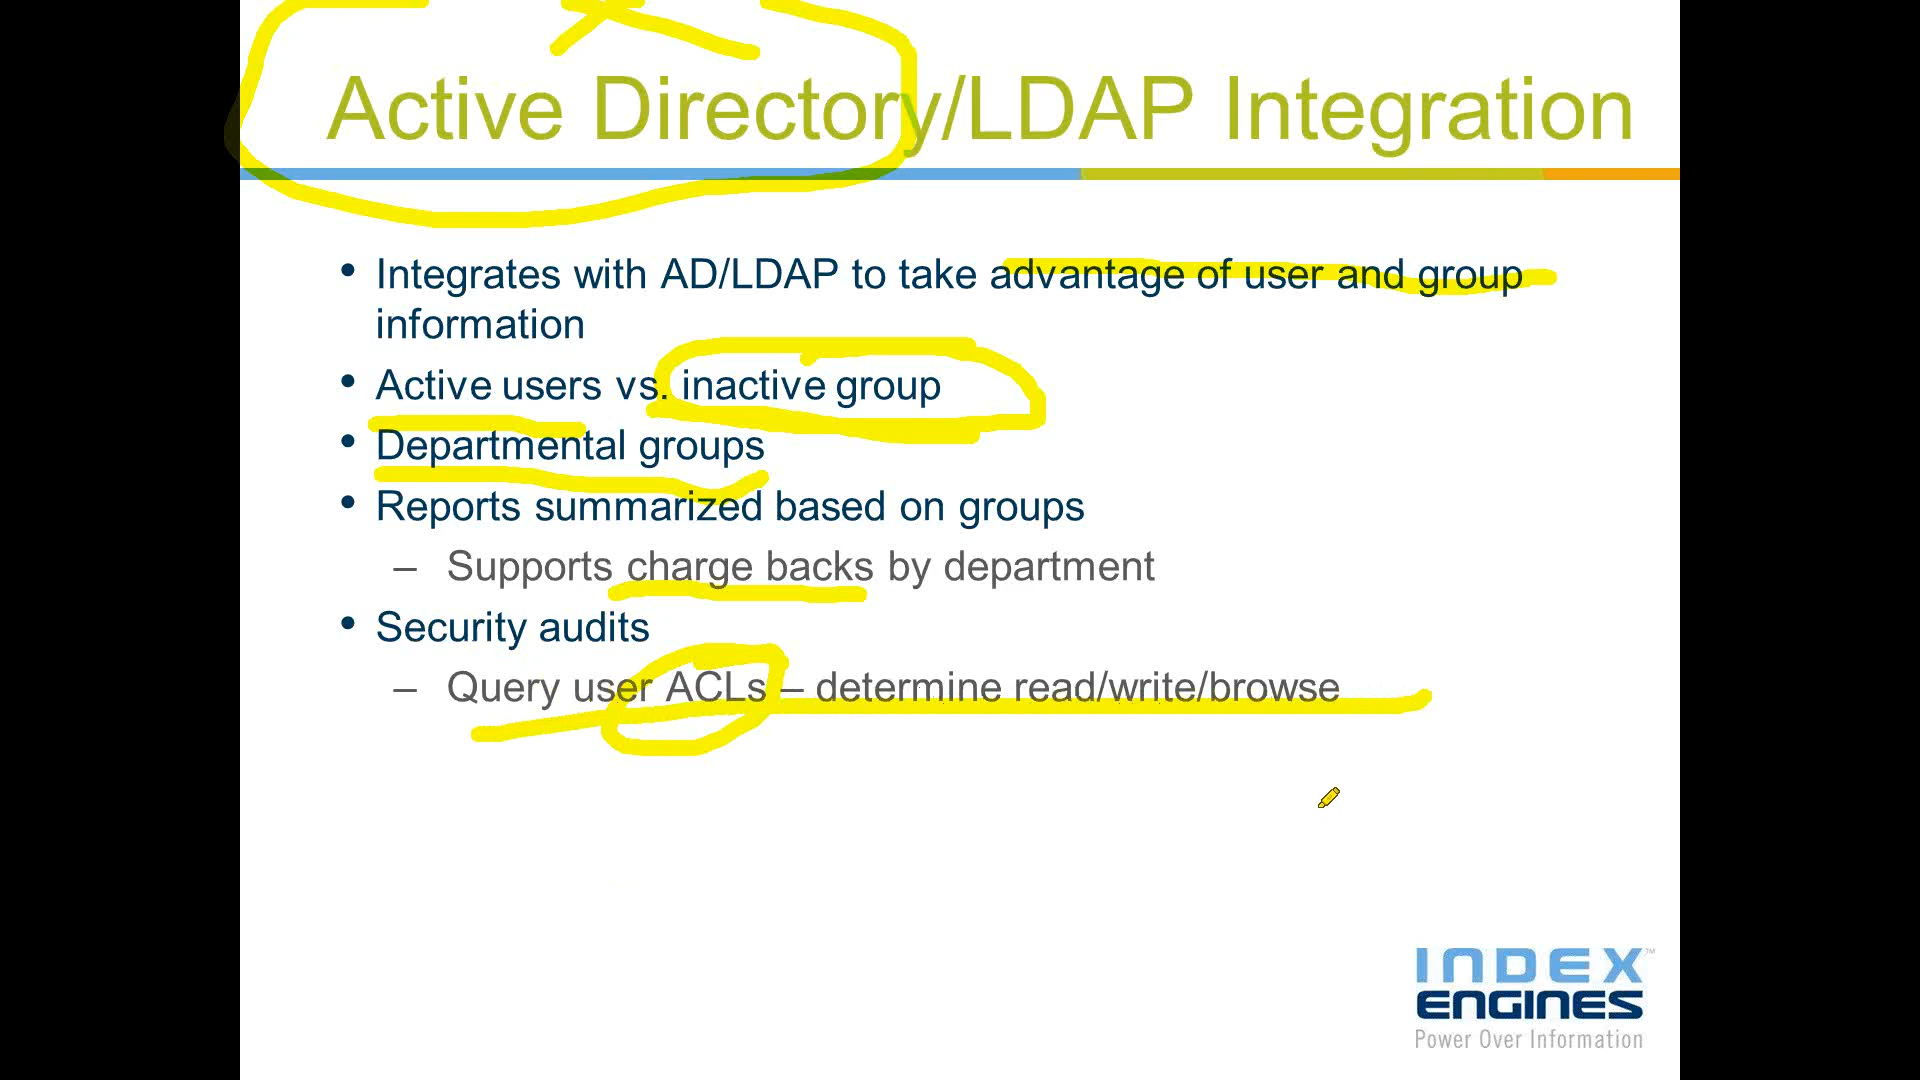 Active Directory/LDAP Integration
• Integrates with AD/LDAP to take advantage of user and group
information
• Active users vs. inactive group
• Departmental groups
• Reports summarized based on groups
– Supports charge backs by department
• Security audits
– Query user ACLs – determine read/write/browse
INDEX™
ENGINES
Power Over Information